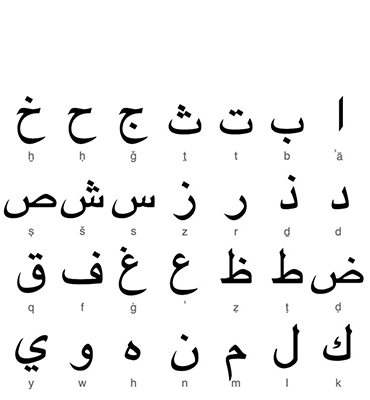 ا ب ت ث ج ح خ
ḫ ḥ ǧ ṯ t b ʾā
د ذ ر ز س ش ص
ṣ š s z r ḏ d
ض ط ظ ع غ ف ق
q f ġ ʿ ẓ ṭ ḍ
ك ل م ن ه و ي
y w h n m l k